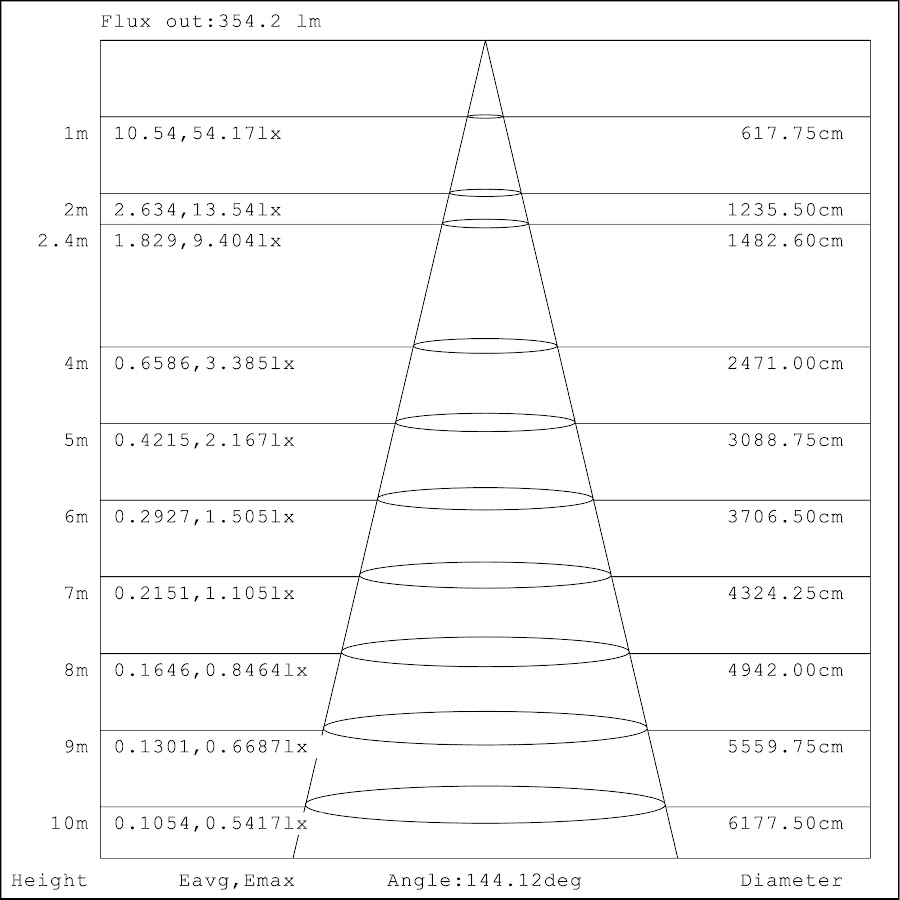 Flux out:354.2 lm
1m 10.54,54.17lx 617.75cm
2m 2.634,13.54lx 1235.50cm
2.4m 1.829,9.404lx 1482.60cm
4m 0.6586,3.385lx 2471.00cm
5m 0.4215,2.167lx 3088.75cm
6m 0.2927,1.505lx 3706.50cm
7m 0.2151,1.105lx 4324.25cm
8m 0.1646,0.8464lx 4942.00cm
9m 0.1301,0.6687lx 5559.75cm
10m 0.1054,0.5417lx 6177.50cm
Height Eavg,Emax Angle:144.12deg Diameter